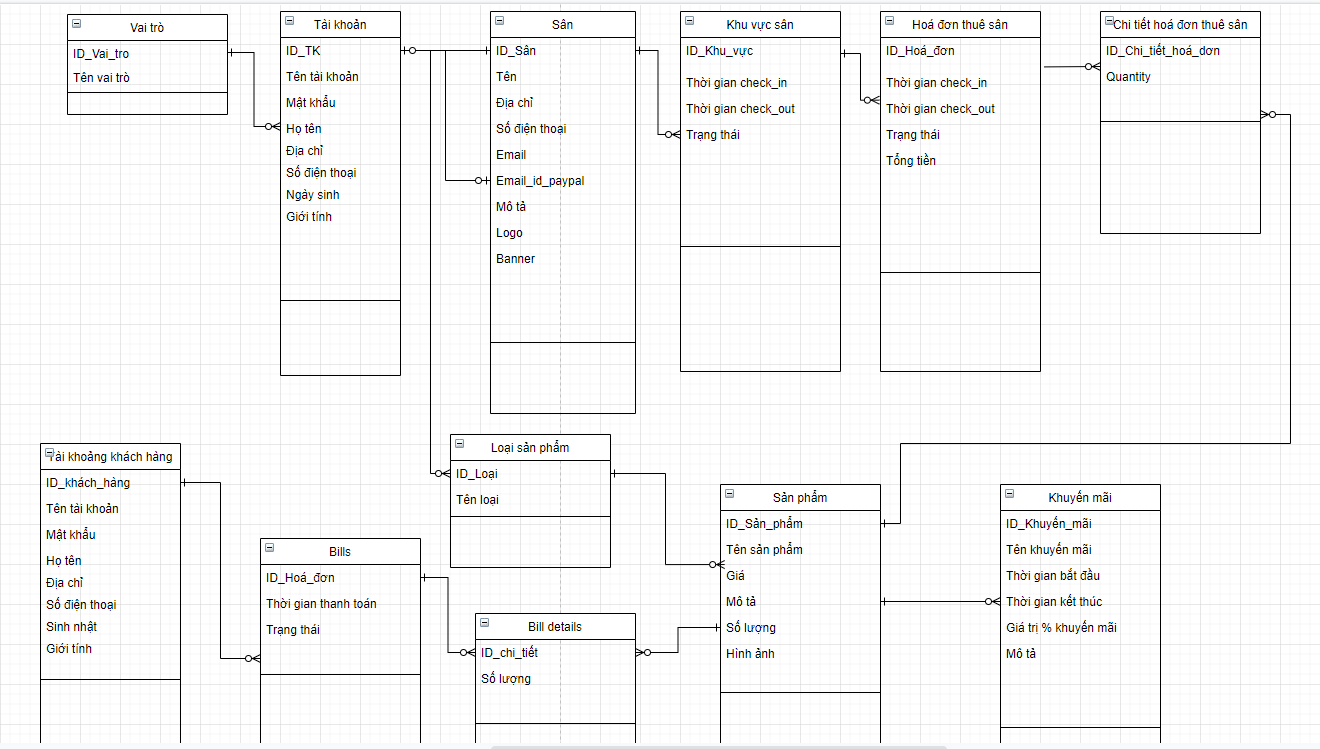 Vai trò
ID_Vai_tro
Tên vai trò
Tài khoản
ID_TK
Tên tài khoản
Mật khẩu
Họ tên
Địa chỉ
Số điện thoại
Ngày sinh
Giới tính
Sân
ID_Sân
Tên
Địa chỉ
Số điện thoại
Email
Email_id_paypal
Mô tả
Logo
Banner
Khu vực sân
ID_Khu_vực
Thời gian check_in
Thời gian check_out
Trạng thái
Hoá đơn thuê sân
ID_Hoá_đơn
Thời gian check_in
Thời gian check_out
Trạng thái
Tổng tiền
Chi tiết hoá đơn thuê sân
ID_Chi_tiết_hoá_dơn
Quantity
Tài khoảng khách hàng
ID_khách_hàng
Tên tài khoản
Mật khẩu
Họ tên
Địa chỉ
Số điện thoại
Sinh nhật
Giới tính
Bills
ID_Hoá_đơn
Thời gian thanh toán
Trạng thái
Loại sản phẩm
ID_Loại
Tên loại
Bill details
ID_chi_tiết
Số lượng
Sản phẩm
ID_Sản_phẩm
Tên sản phẩm
Giá
Mô tả
Số lượng
Hình ảnh
Khuyến mãi
ID_Khuyến_mãi
Tên khuyến mãi
Thời gian bắt đầu
Thời gian kết thúc
Giá trị % khuyến mãi
Mô tả